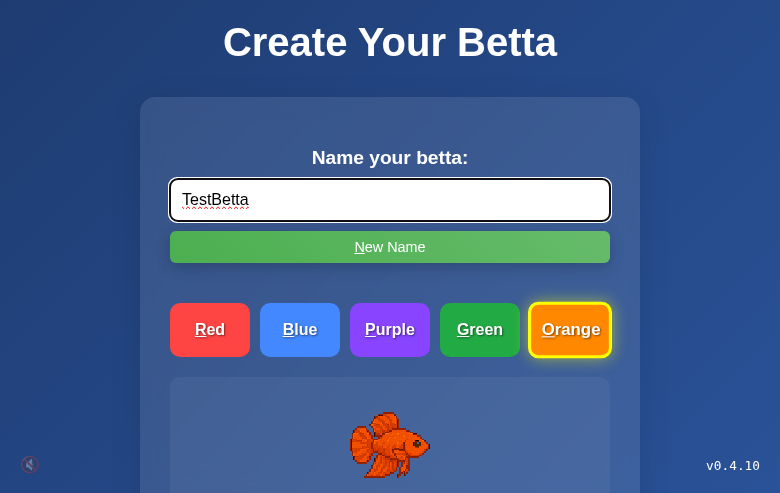 Create Your Betta
Name your betta:
TestBetta
New Name
Red
Blue
Purple
Green
Orange
v0.4.10